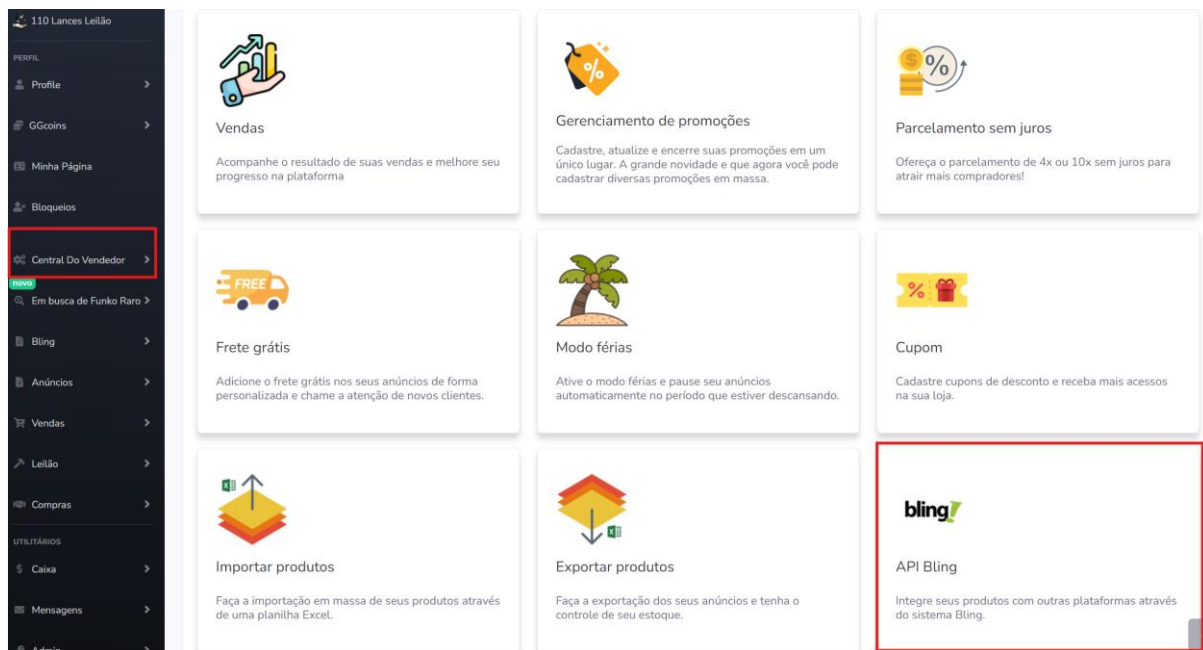 110 Lances Leilão
PERFIL
Profile
GGcoins
Minha Página
Bloqueios
Central Do Vendedor
novo
Em busca de Funko Raro
Bling
Anúncios
Vendas
Leilão
Compras
UTILITÁRIOS
Caixa
Mensagens
Admin
Vendas
Acompanhe o resultado de suas vendas e melhore seu
progresso na plataforma
%
Gerenciamento de promoções
Cadastre, atualize e encerre suas promoções em um
único lugar. A grande novidade e que agora você pode
cadastrar diversas promoções em massa.
$ %
Parcelamento sem juros
Ofereça o parcelamento de 4x ou 10x sem juros para
atrair mais compradores!
FREE
Frete grátis
Adicione o frete grátis nos seus anúncios de forma
personalizada e chame a atenção de novos clientes.
Modo férias
Ative o modo férias e pause seu anúncios
automaticamente no período que estiver descansando.
%
Cupom
Cadastre cupons de desconto e receba mais acessos
na sua loja.
Importar produtos
Faça a importação em massa de seus produtos através
de uma planilha Excel.
Exportar produtos
Faça a exportação dos seus anúncios e tenha o
controle de seu estoque.
bling!
API Bling
Integre seus produtos com outras plataformas através
do sistema Bling.